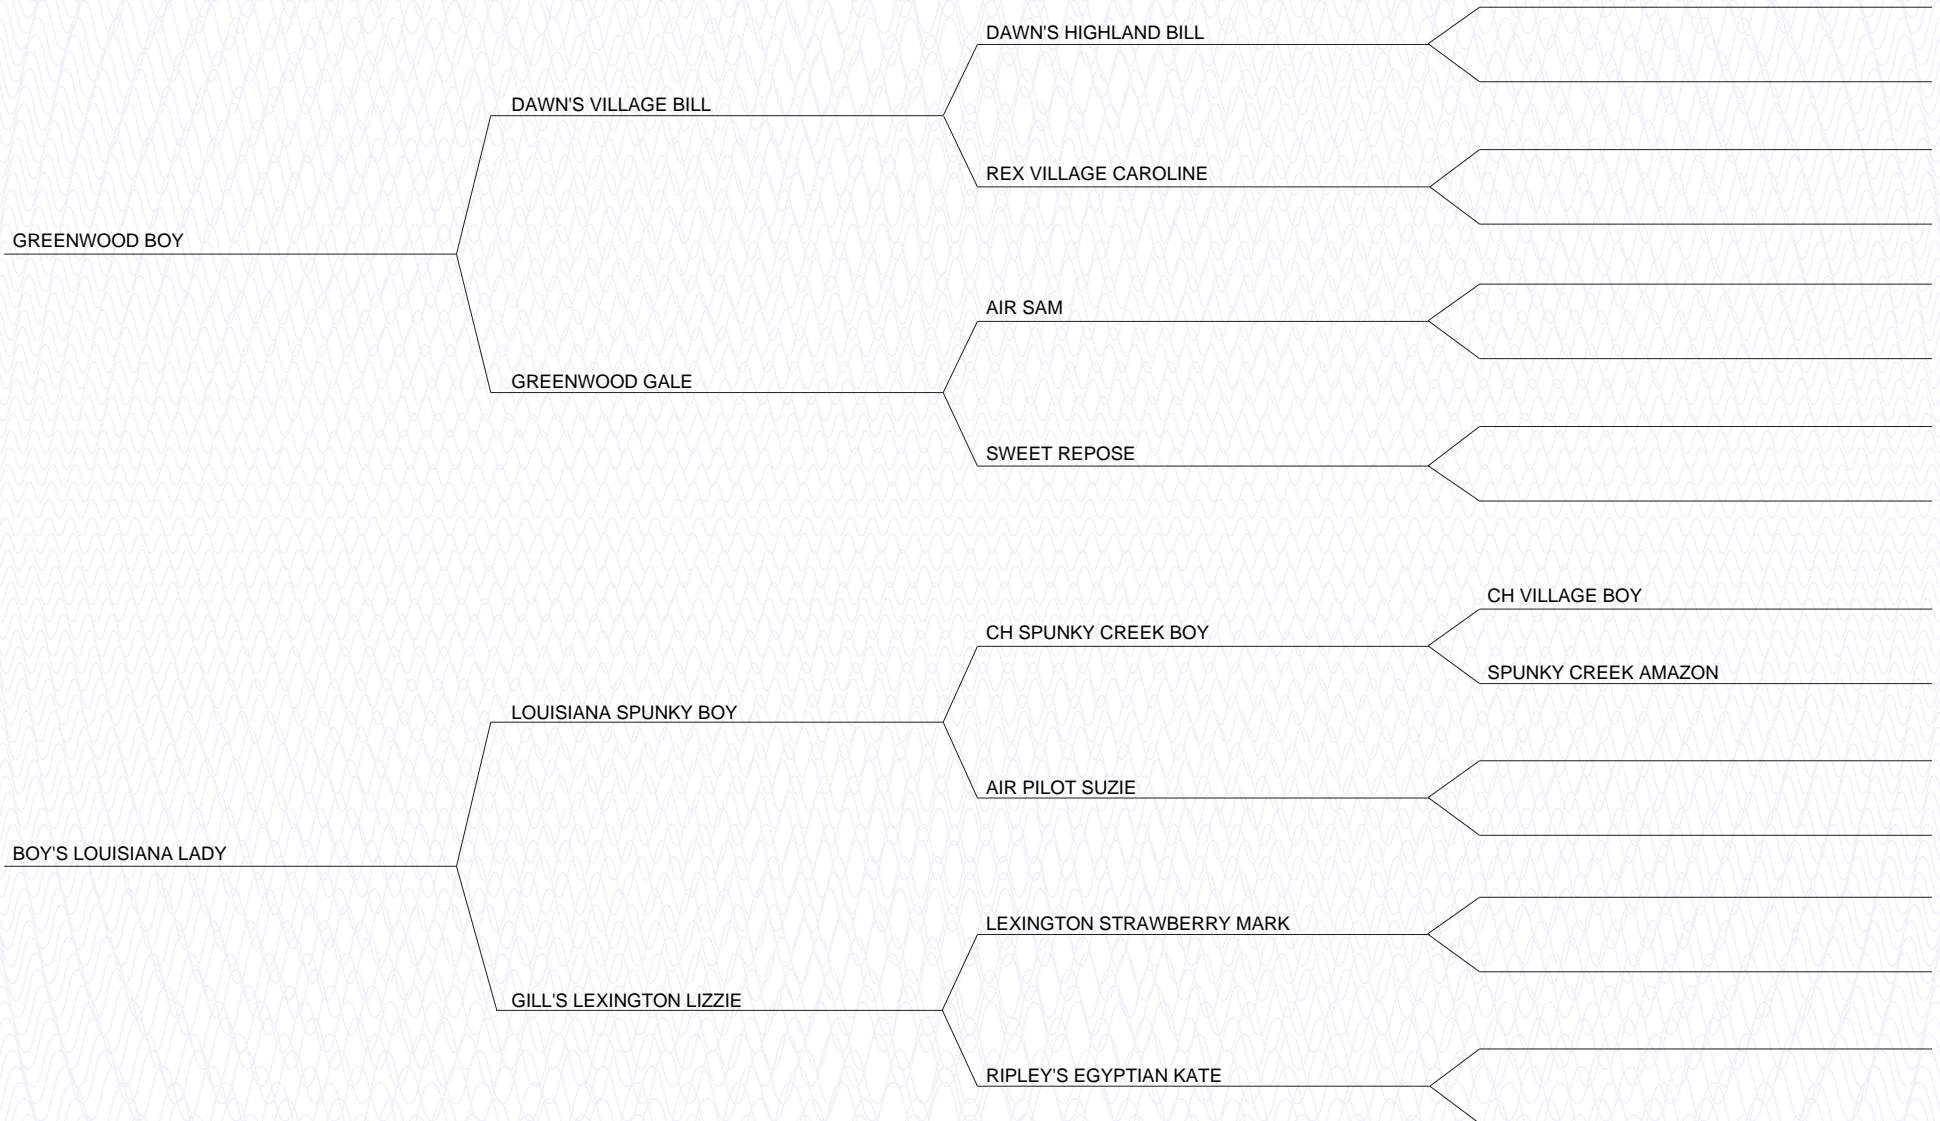 DAWN'S HIGHLAND BILL
DAWN'S VILLAGE BILL
REX VILLAGE CAROLINE
GREENWOOD BOY
AIR SAM
GREENWOOD GALE
SWEET REPOSE
CH VILLAGE BOY
CH SPUNKY CREEK BOY
SPUNKY CREEK AMAZON
LOUISIANA SPUNKY BOY
AIR PILOT SUZIE
BOY'S LOUISIANA LADY
LEXINGTON STRAWBERRY MARK
GILL'S LEXINGTON LIZZIE
RIPLEY'S EGYPTIAN KATE